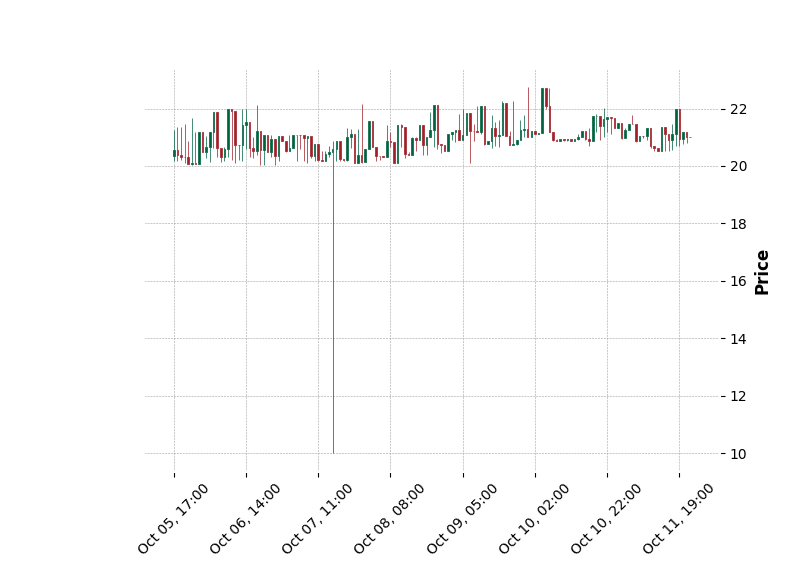 22
20
18
16
14
12
10
Price
Oct 05, 17:00
Oct 06, 14:00
Oct 07, 11:00
Oct 08, 08:00
Oct 09, 05:00
Oct 10, 02:00
Oct 10, 22:00
Oct 11, 19:00